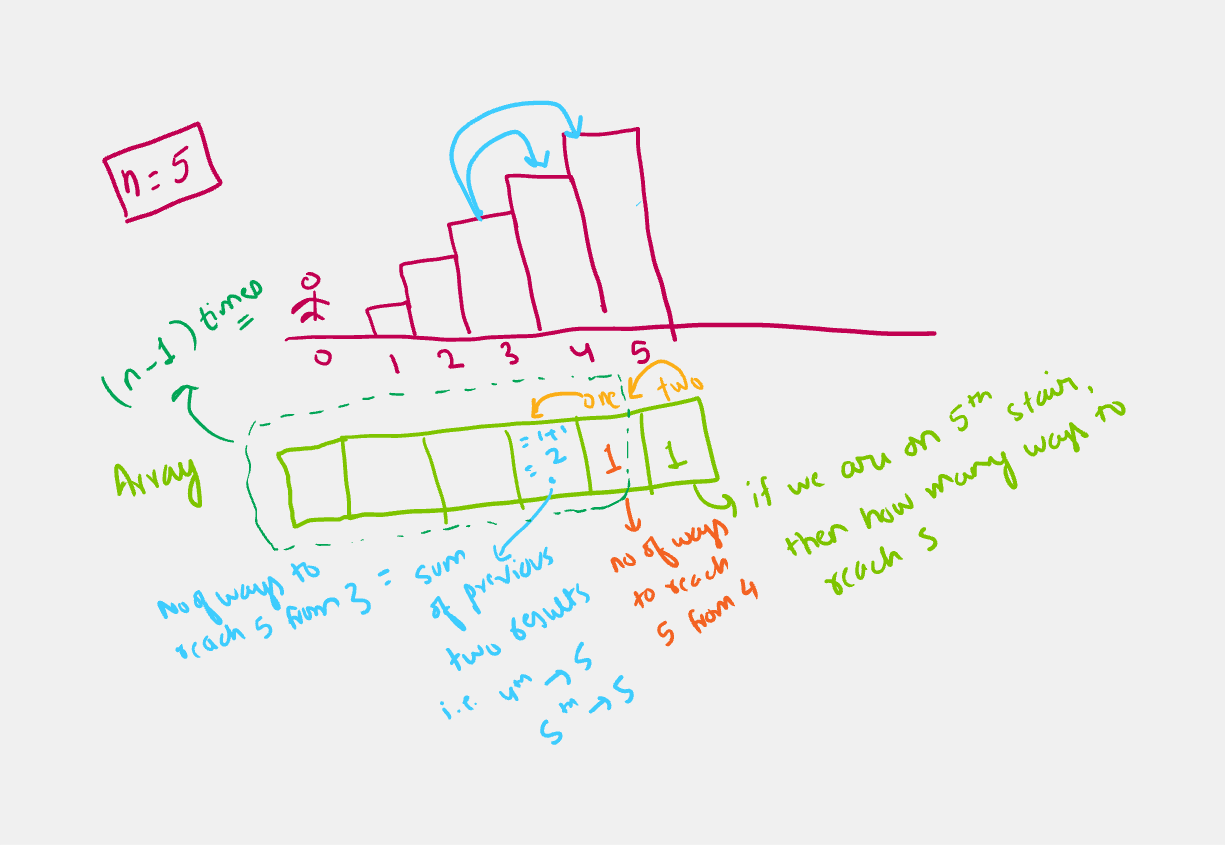 n = 5
(n-1) times
0 1 2 3 4 5
one
two
Array
= 1+1
= 2
1
1
if we are on 5th stair,
then how many ways to
reach 5
no of ways
to reach
5 from 4
No of ways to
reach 5 from 3 = sum
of previous
two results
i.e. 4th → 5
5th → 5